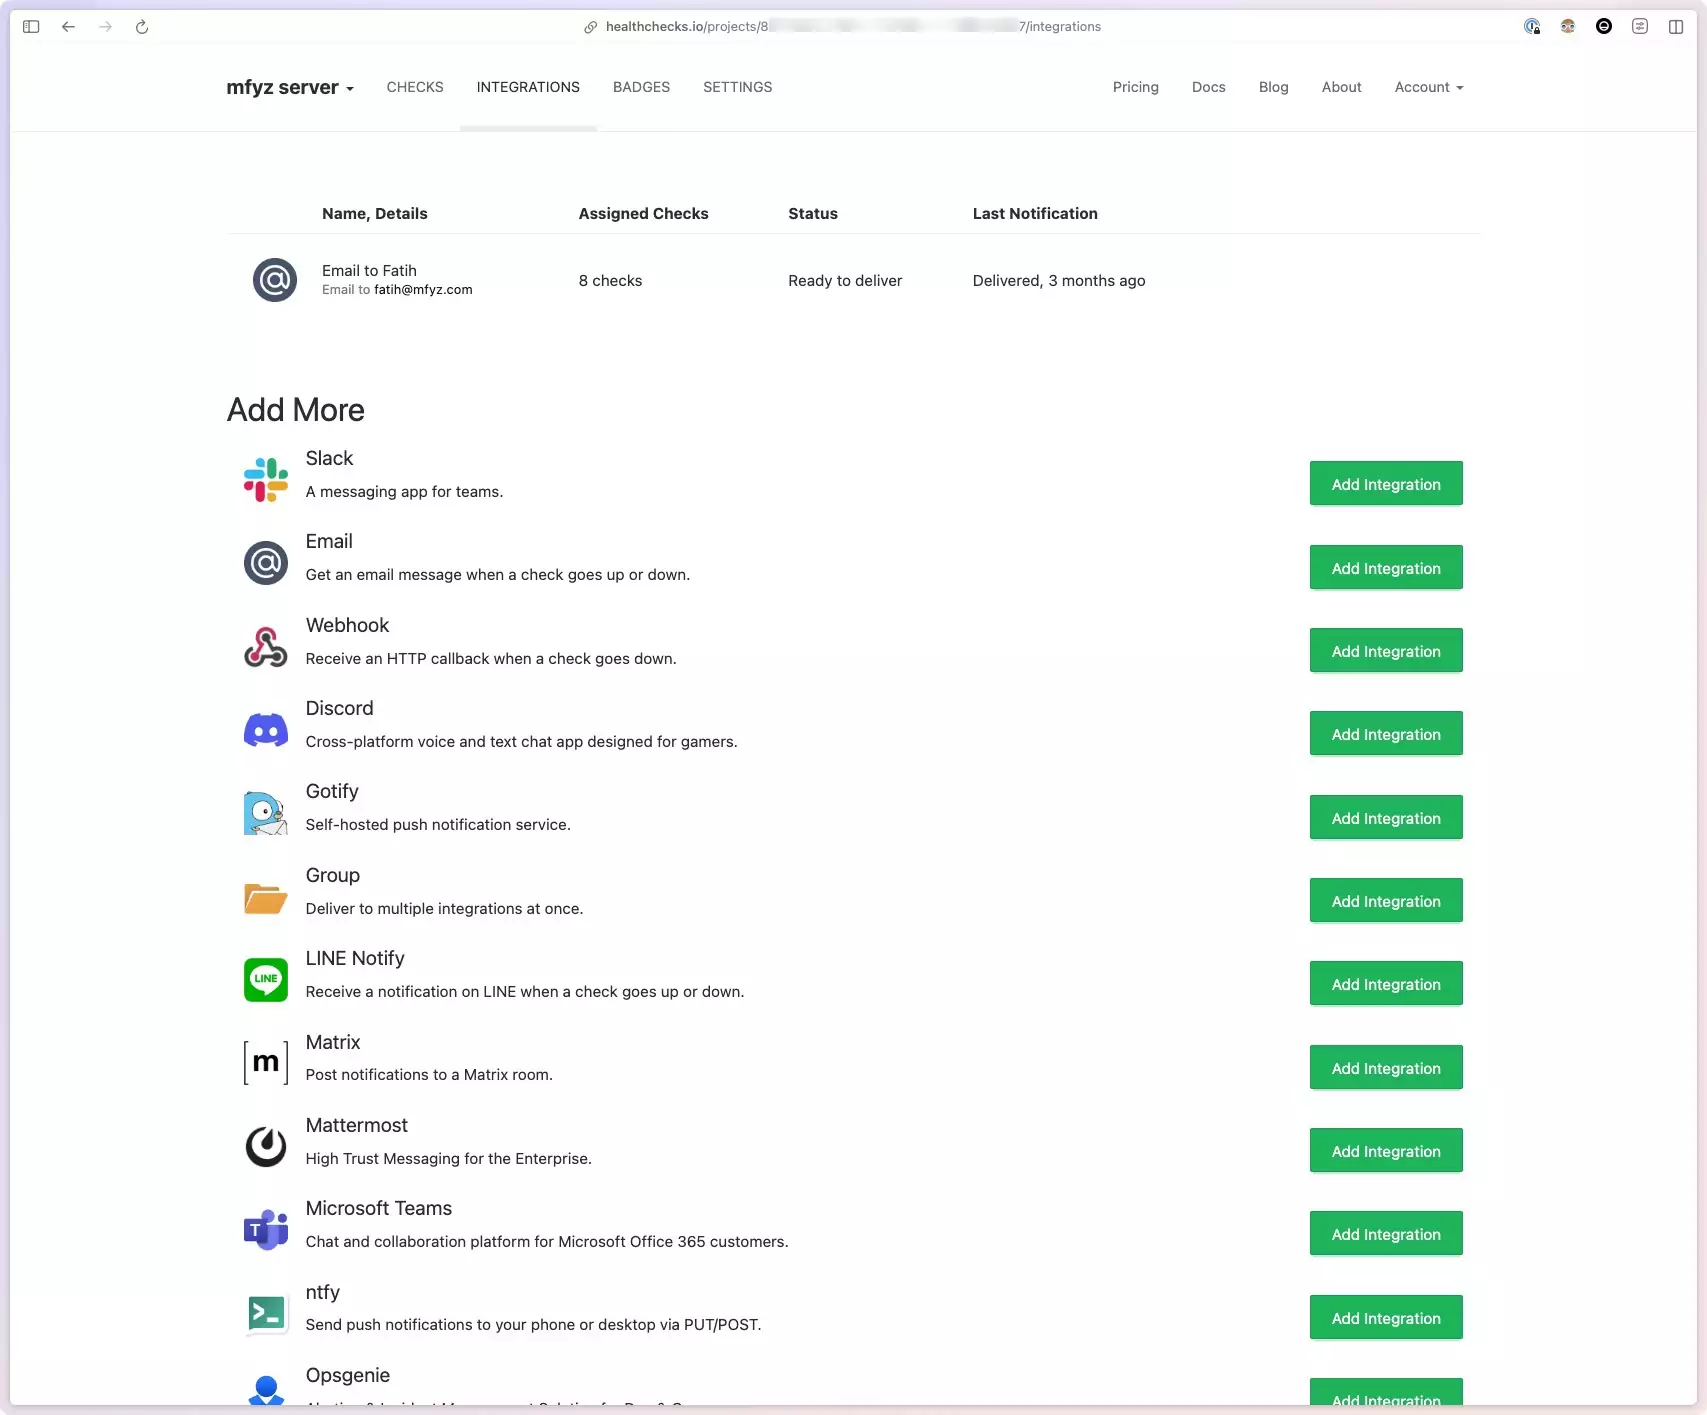 healthchecks.io/projects/8 7/integrations
mfyz server CHECKS INTEGRATIONS BADGES SETTINGS Pricing Docs Blog About Account
Name, Details Assigned Checks Status Last Notification
Email to Fatih
Email to fatih@mfyz.com
8 checks Ready to deliver Delivered, 3 months ago
Add More
Slack
A messaging app for teams.
Add Integration
Email
Get an email message when a check goes up or down.
Add Integration
Webhook
Receive an HTTP callback when a check goes down.
Add Integration
Discord
Cross-platform voice and text chat app designed for gamers.
Add Integration
Gotify
Self-hosted push notification service.
Add Integration
Group
Deliver to multiple integrations at once.
Add Integration
LINE
LINE Notify
Receive a notification on LINE when a check goes up or down.
Add Integration
[m]
Matrix
Post notifications to a Matrix room.
Add Integration
Mattermost
High Trust Messaging for the Enterprise.
Add Integration
T
Microsoft Teams
Chat and collaboration platform for Microsoft Office 365 customers.
Add Integration
ntfy
Send push notifications to your phone or desktop via PUT/POST.
Add Integration
Opsgenie
Add Integration